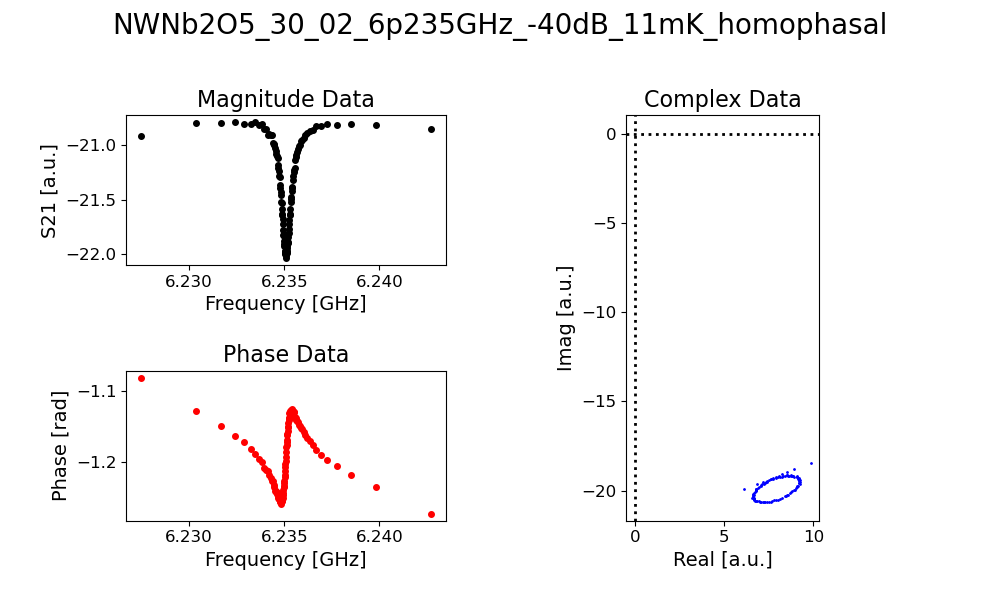 NWNb2O5_30_02_6p235GHz_-40dB_11mK_homophasal
Magnitude Data
S21 [a.u.]
−21.0
−21.5
−22.0
6.230 6.235 6.240
Frequency [GHz]
Phase Data
Phase [rad]
−1.1
−1.2
6.230 6.235 6.240
Frequency [GHz]
Complex Data
Imag [a.u.]
0
−5
−10
−15
−20
0 5 10
Real [a.u.]